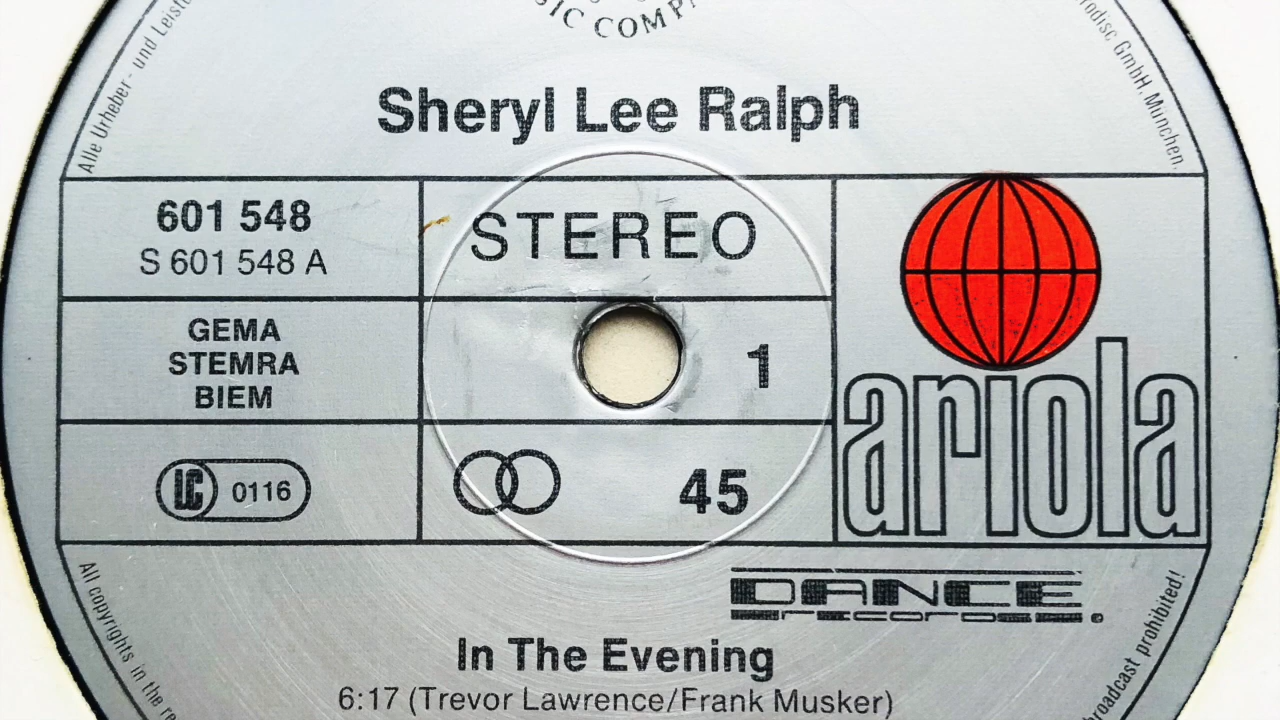 SIC COMPA
Sheryl Lee Ralph
Alle Urheber- und Leist
odisc GmbH München.
601 548
S 601 548 A
STEREO
GEMA
STEMRA
BIEM
1
LC 0116
45
ariola
DANCE
records
In The Evening
6:17 (Trevor Lawrence/Frank Musker)
All copyrights in the re
broadcast prohibited!